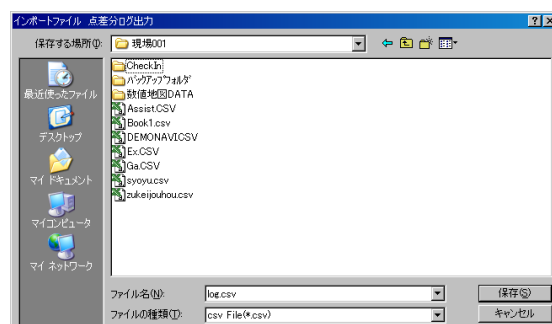 インポートファイル 点差分ログ出力
保存する場所(I):
現場001
最近使ったファイル
デスクトップ
マイ ドキュメント
マイコンピュータ
マイ ネットワーク
CheckIn
バックアップフォルダ
数値地図DATA
Assist.CSV
Book1.csv
DEMONAVI.CSV
Ex.CSV
Ga.CSV
syoyu.csv
zukeijouhou.csv
ファイル名(N):
log.csv
保存(S)
ファイルの種類(T):
csv File(*.csv)
キャンセル